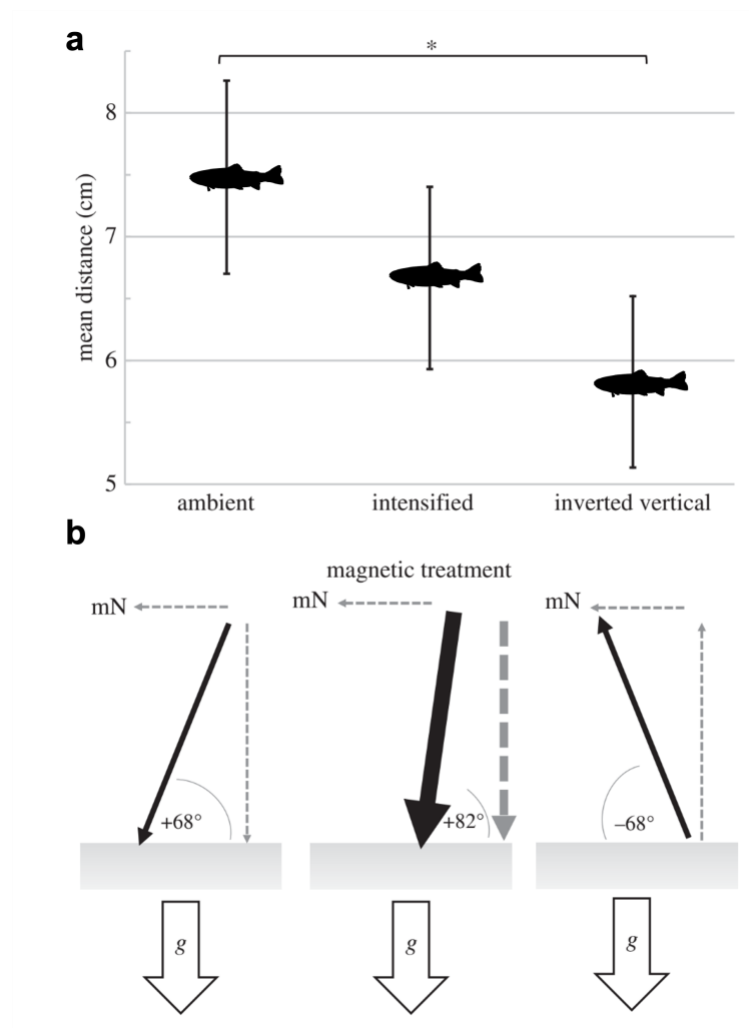 a
*
8
7
6
5
mean distance (cm)
ambient intensified inverted vertical
b
magnetic treatment
mN mN mN
+68° +82° –68°
g g g